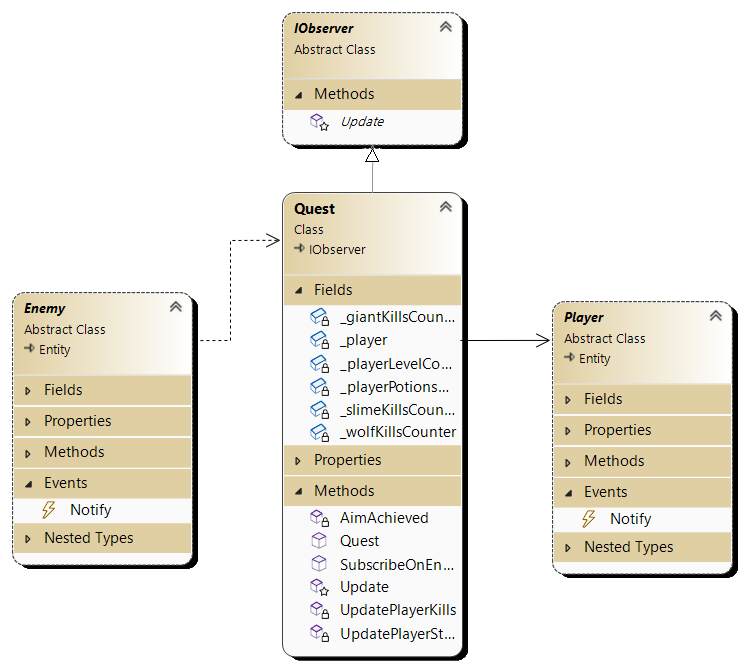 IObserver
Abstract Class
Methods
Update
Quest
Class
IObserver
Fields
_giantKillsCoun...
_player
_playerLevelCo...
_playerPotions...
_slimeKillsCoun...
_wolfKillsCounter
Properties
Methods
AimAchieved
Quest
SubscribeOnEn...
Update
UpdatePlayerKills
UpdatePlayerSt...
Enemy
Abstract Class
Entity
Fields
Properties
Methods
Events
Notify
Nested Types
Player
Abstract Class
Entity
Fields
Properties
Methods
Events
Notify
Nested Types